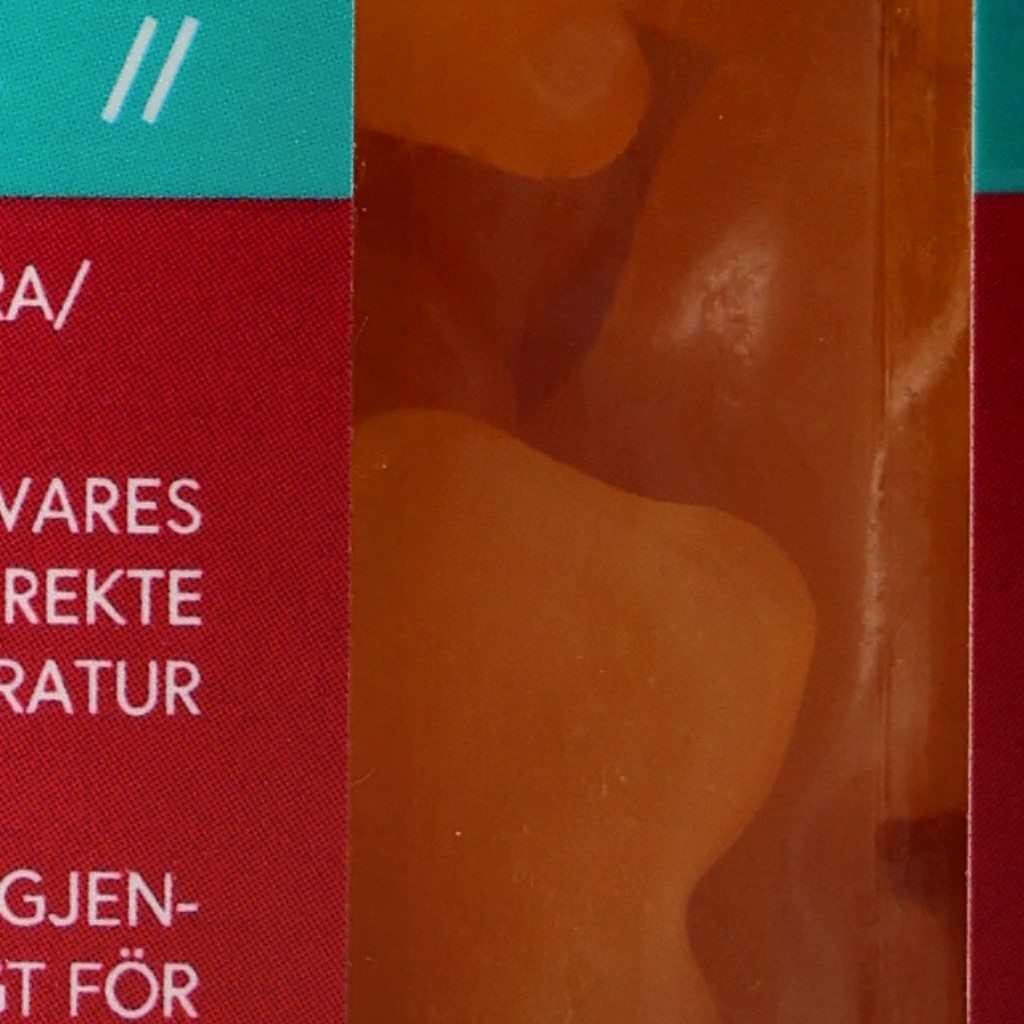 //
RA/
VARES
REKTE
RATUR
GJEN-
GT FÖR